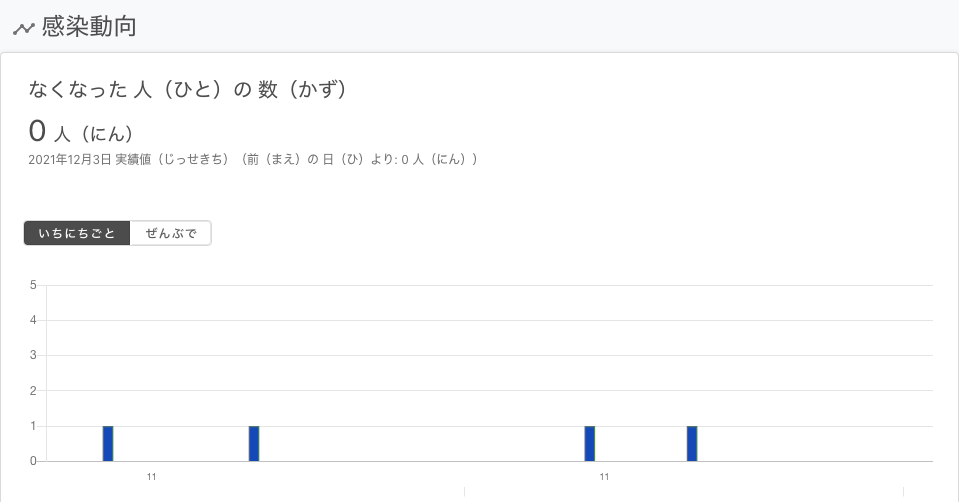 感染動向
なくなった 人（ひと）の 数（かず）
0 人（にん）
2021年12月3日 実績値（じっせきち）（前（まえ）の 日（ひ）より: 0 人（にん））
いちにちごと ぜんぶで
5
4
3
2
1
0
11 11